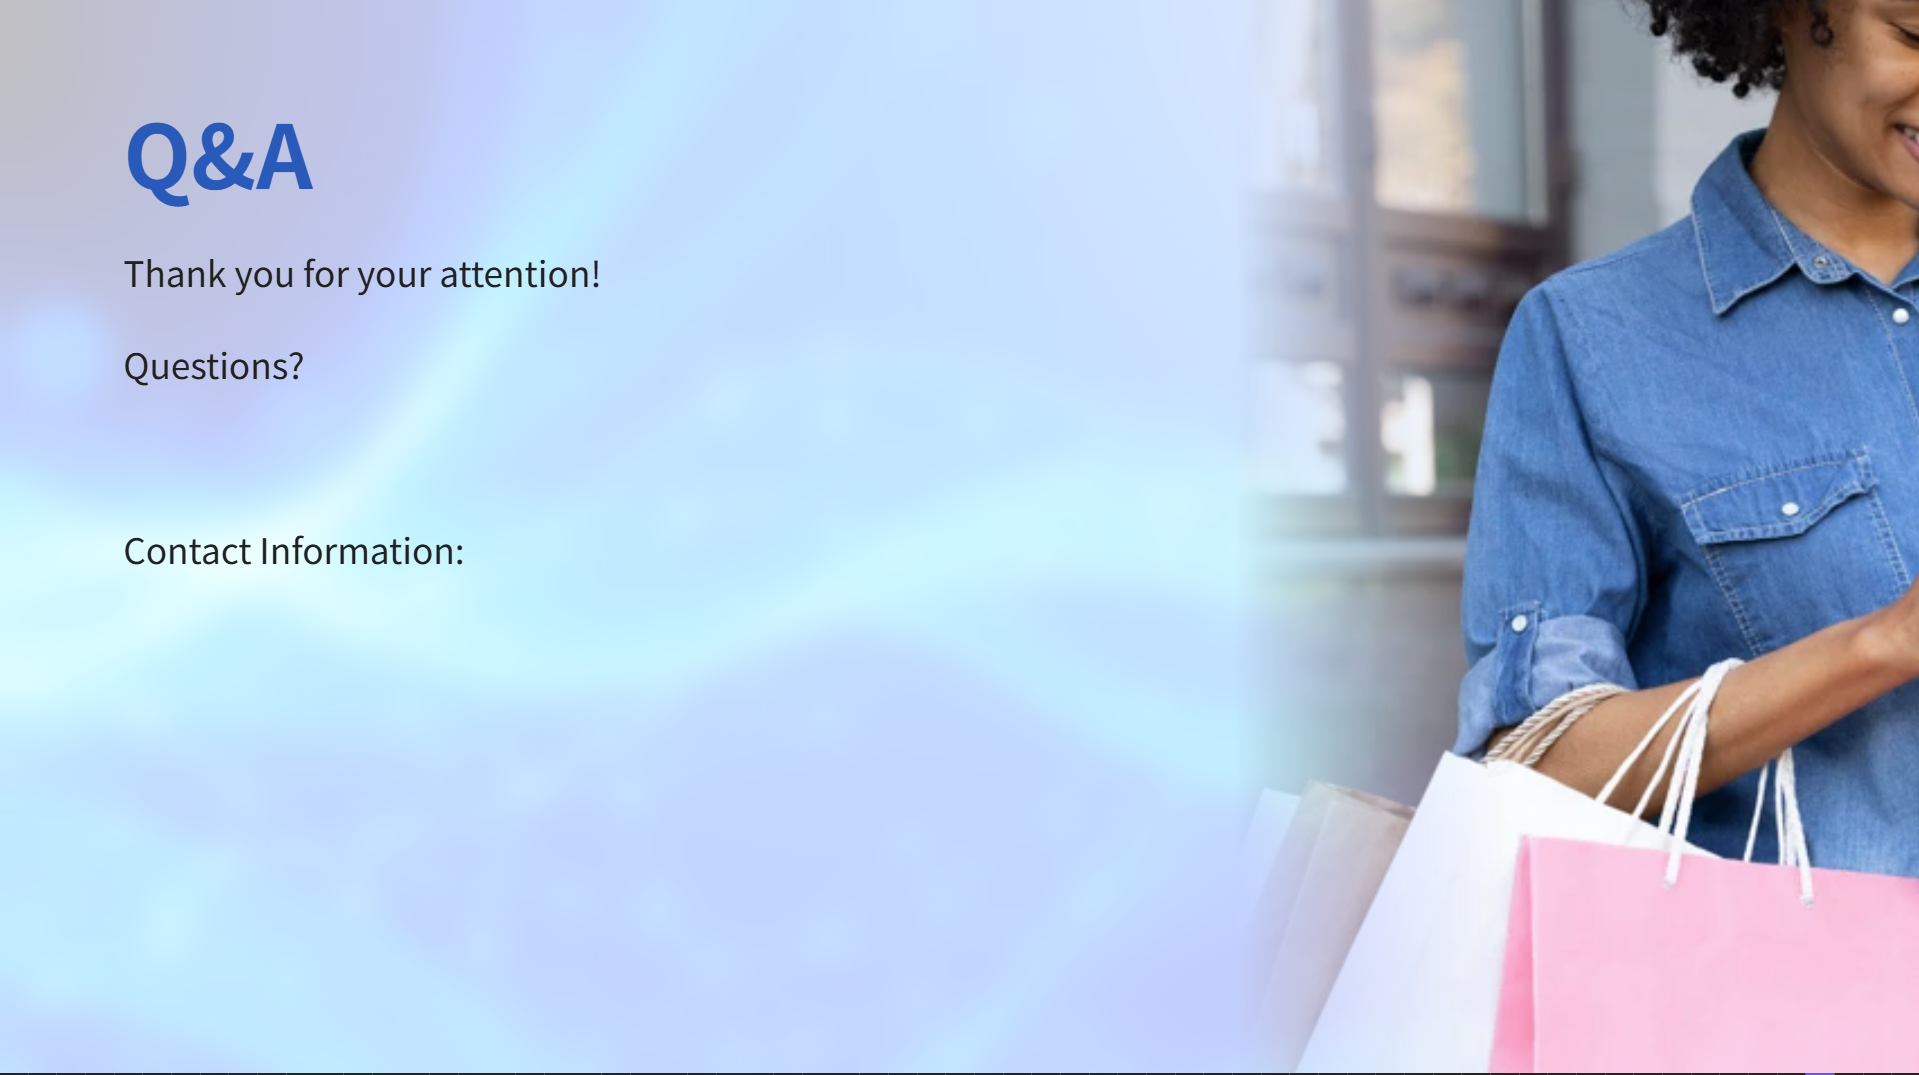 Q&A
Thank you for your attention!
Questions?
Contact Information: